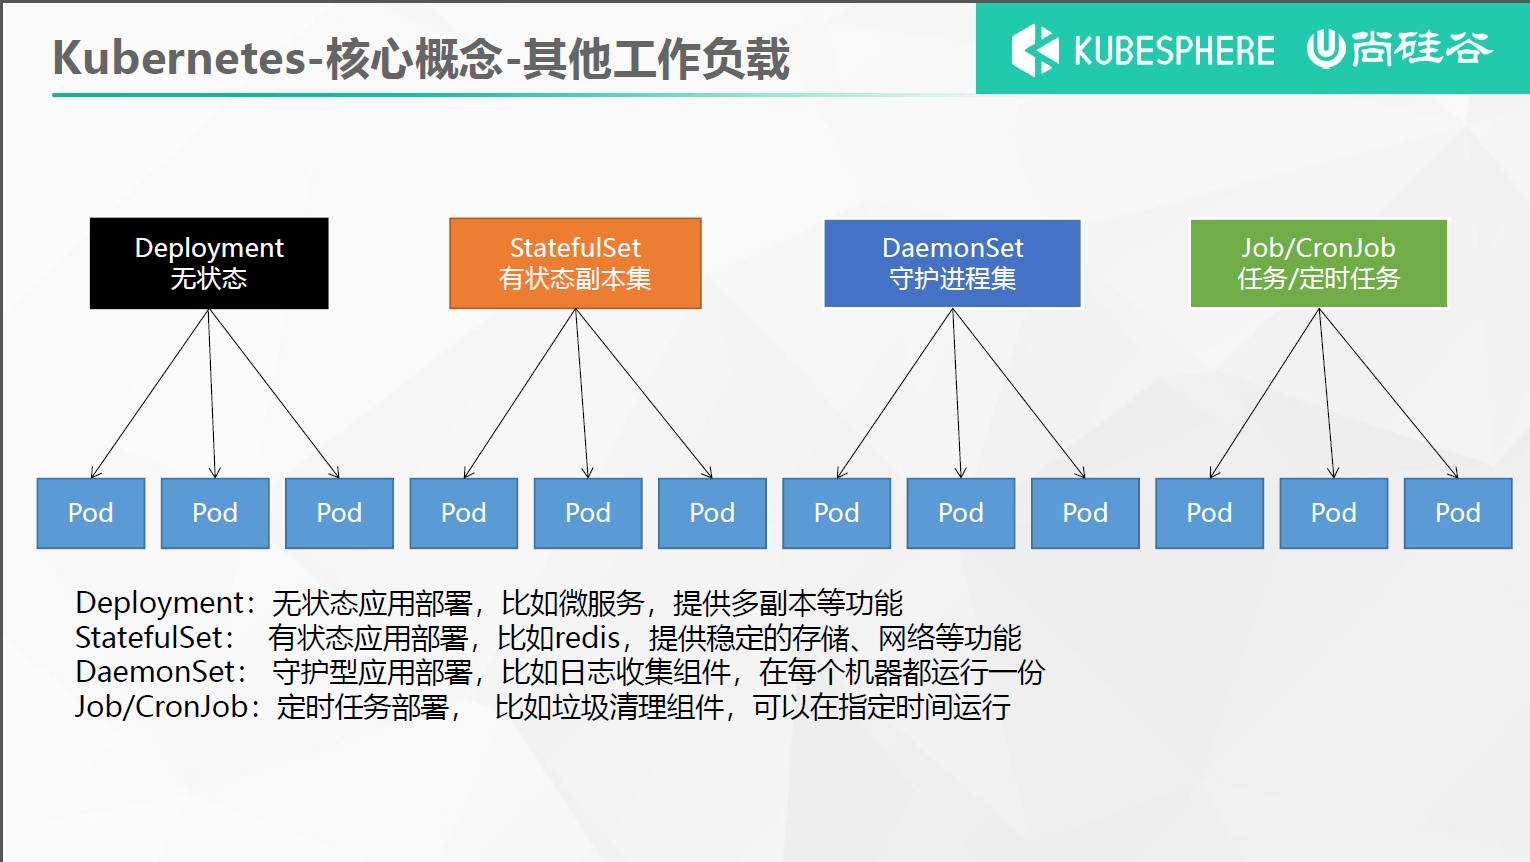 Kubernetes-核心概念-其他工作负载
KUBESPHERE
尚硅谷
Deployment
无状态
StatefulSet
有状态副本集
DaemonSet
守护进程集
Job/CronJob
任务/定时任务
Pod
Pod
Pod
Pod
Pod
Pod
Pod
Pod
Pod
Pod
Pod
Pod
Deployment：无状态应用部署，比如微服务，提供多副本等功能
StatefulSet： 有状态应用部署，比如redis，提供稳定的存储、网络等功能
DaemonSet： 守护型应用部署，比如日志收集组件，在每个机器都运行一份
Job/CronJob：定时任务部署， 比如垃圾清理组件，可以在指定时间运行